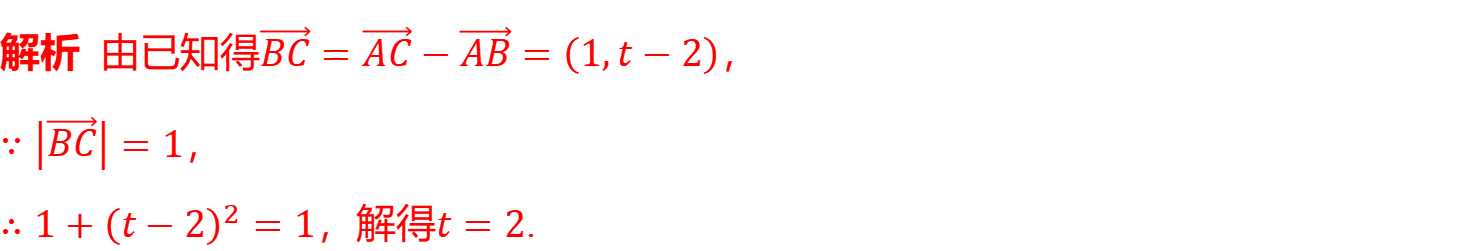 解析 由已知得$\overrightarrow{BC}=\overrightarrow{AC}-\overrightarrow{AB}=(1,t-2)$,
∵ $|\overrightarrow{BC}|=1$,
∴ $1+(t-2)^2=1$，解得$t=2$.